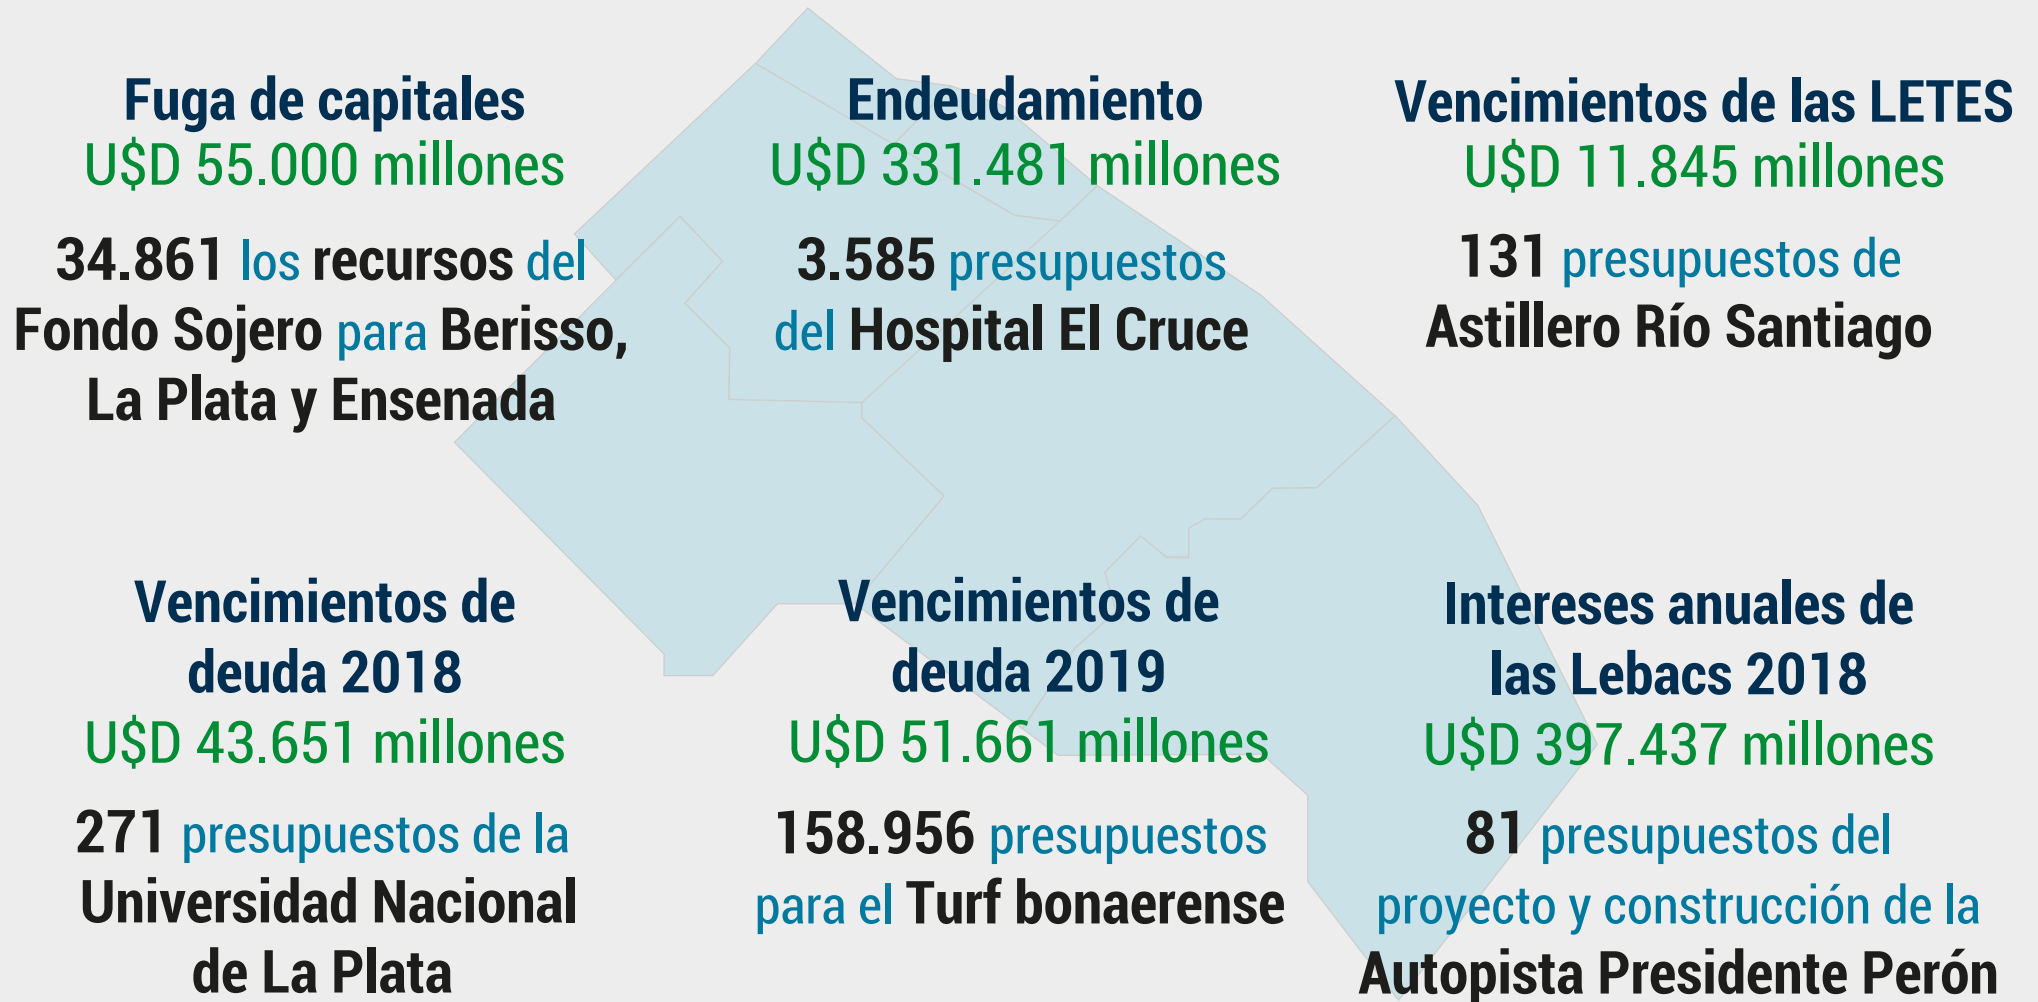 Fuga de capitales
U$D 55.000 millones
34.861 los recursos del
Fondo Sojero para Berisso,
La Plata y Ensenada
Endeudamiento
U$D 331.481 millones
3.585 presupuestos
del Hospital El Cruce
Vencimientos de las LETES
U$D 11.845 millones
131 presupuestos de
Astillero Río Santiago
Vencimientos de
deuda 2018
U$D 43.651 millones
271 presupuestos de la
Universidad Nacional
de La Plata
Vencimientos de
deuda 2019
U$D 51.661 millones
158.956 presupuestos
para el Turf bonaerense
Intereses anuales de
las Lebacs 2018
U$D 397.437 millones
81 presupuestos del
proyecto y construcción de la
Autopista Presidente Perón